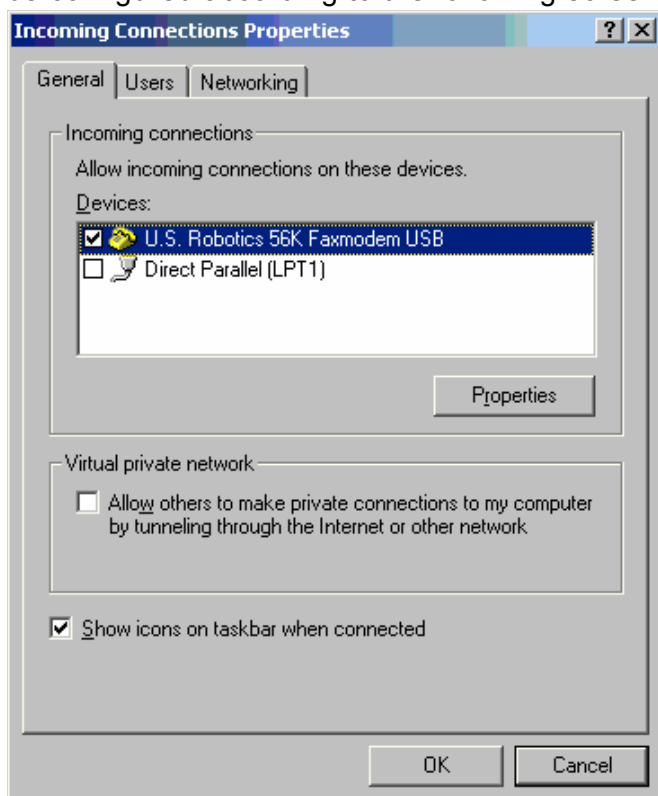 Incoming Connections Properties
General Users Networking
Incoming connections
Allow incoming connections on these devices.
Devices:
U.S. Robotics 56K Faxmodem USB
Direct Parallel (LPT1)
Properties
Virtual private network
Allow others to make private connections to my computer
by tunneling through the Internet or other network
Show icons on taskbar when connected
OK Cancel